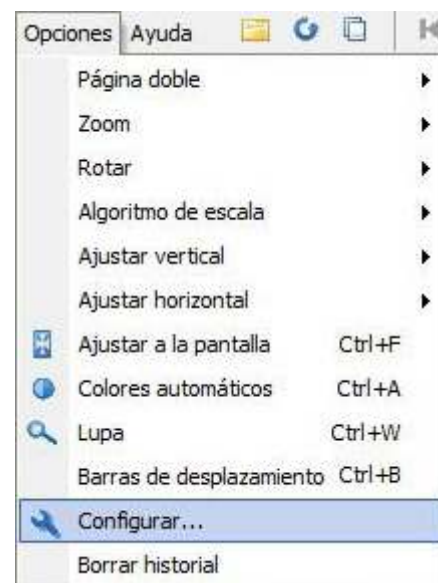 Opciones Ayuda
Página doble
Zoom
Rotar
Algoritmo de escala
Ajustar vertical
Ajustar horizontal
Ajustar a la pantalla Ctrl+F
Colores automáticos Ctrl+A
Lupa Ctrl+W
Barras de desplazamiento Ctrl+B
Configurar...
Borrar historial